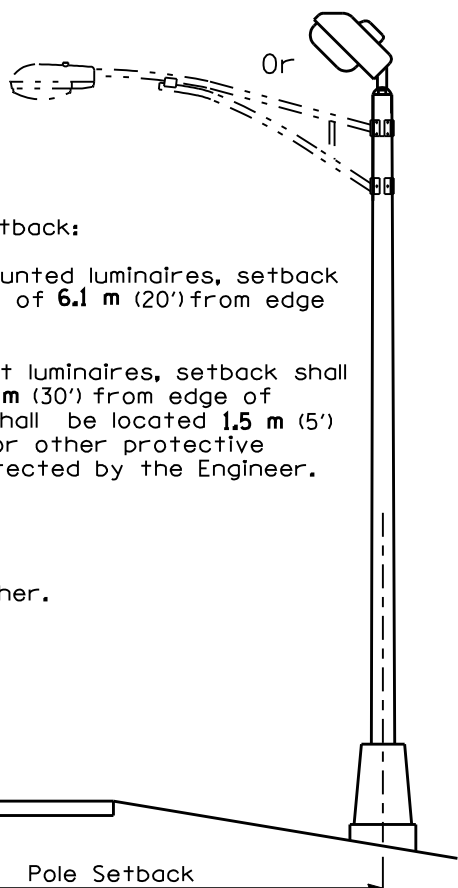 Or
tback:
unted luminaires, setback
of 6.1 m (20') from edge
t luminaires, setback shall
m (30') from edge of
hall be located 1.5 m (5')
or other protective
tected by the Engineer.
her.
Pole Setback